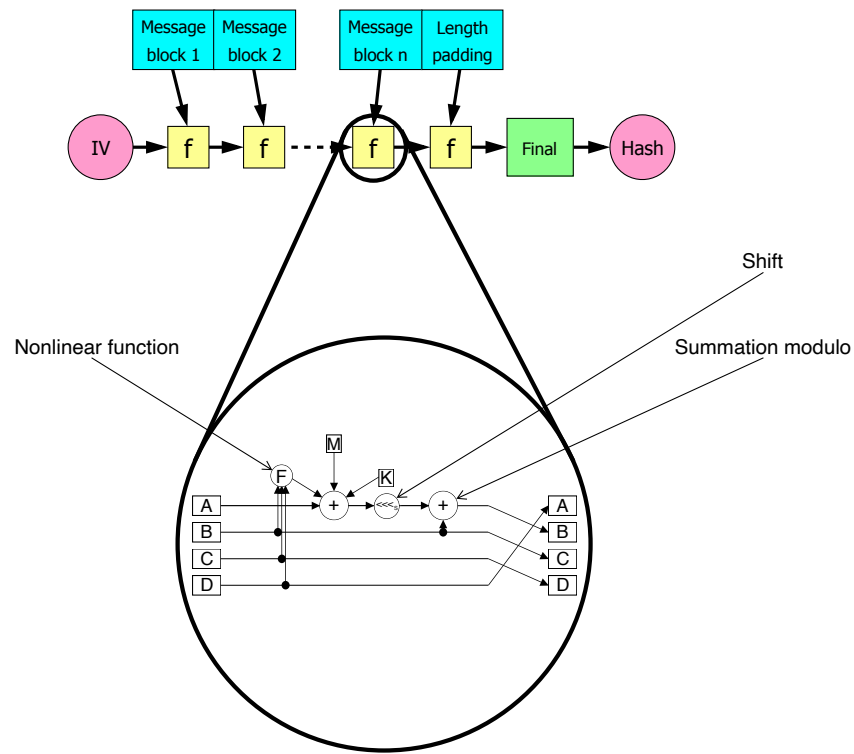 Message
block 1
Message
block 2
Message
block n
Length
padding
IV
f
f
f
f
Final
Hash
Shift
Nonlinear function
Summation modulo
M
F
K
A
+
<<<s
+
A
B
B
C
C
D
D